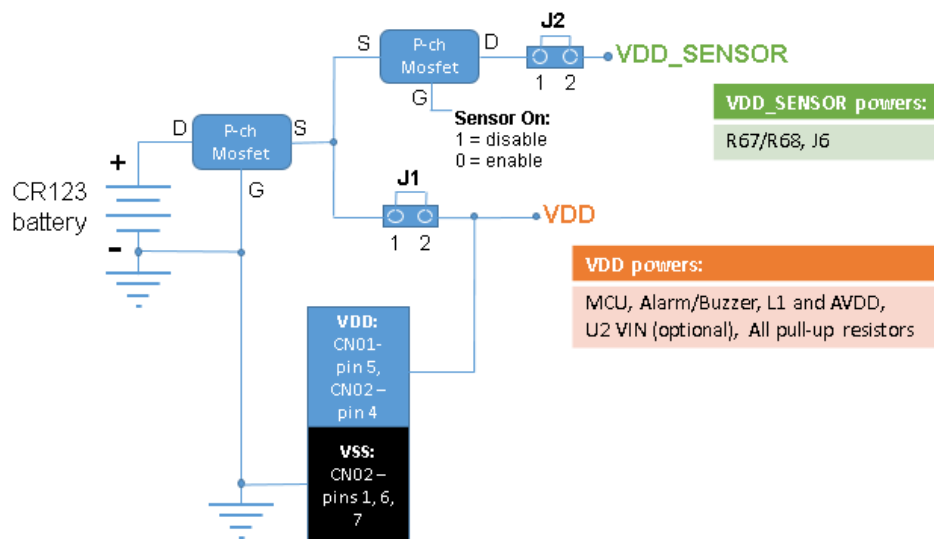 J2
S
P-ch
Mosfet
D
1 2
VDD_SENSOR
G
Sensor On:
1 = disable
0 = enable
VDD_SENSOR powers:
R67/R68, J6
D
P-ch
Mosfet
S
G
+
CR123
battery
-
J1
1 2
VDD
VDD powers:
MCU, Alarm/Buzzer, L1 and AVDD,
U2 VIN (optional), All pull-up resistors
VDD:
CN01-
pin 5,
CN02 –
pin 4
VSS:
CN02 –
pins 1, 6,
7